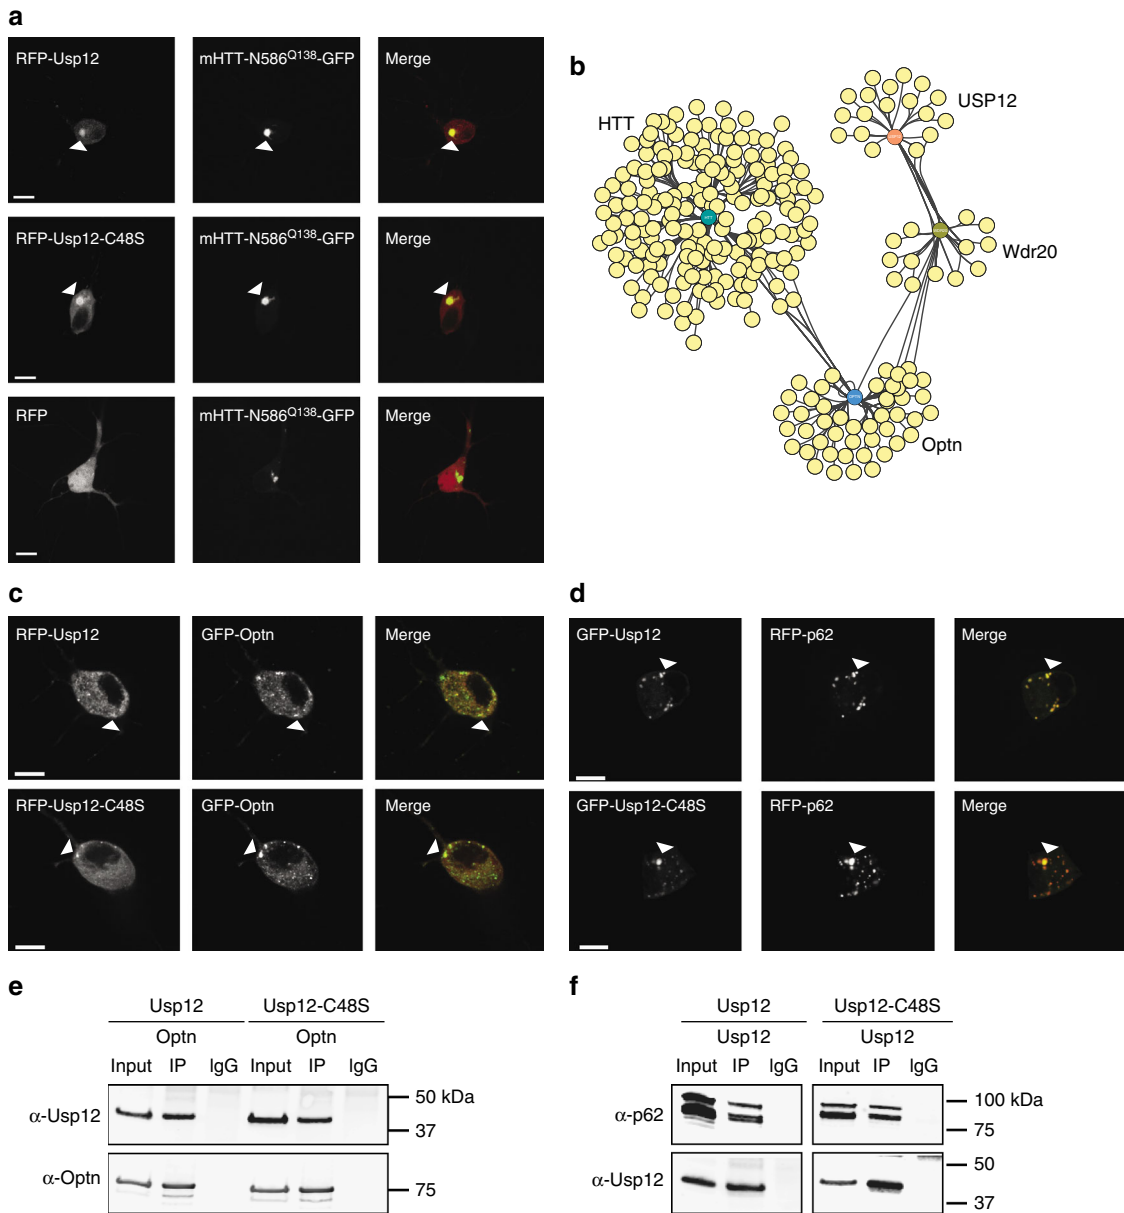 a
RFP-Usp12
mHTT-N586Q138-GFP
Merge
RFP-Usp12-C48S
mHTT-N586Q138-GFP
Merge
RFP
mHTT-N586Q138-GFP
Merge
b
HTT
USP12
Wdr20
Optn
HTT
c
RFP-Usp12
GFP-Optn
Merge
RFP-Usp12-C48S
GFP-Optn
Merge
d
GFP-Usp12
RFP-p62
Merge
GFP-Usp12-C48S
RFP-p62
Merge
e
Usp12
Usp12-C48S
Optn
Optn
Input IP IgG Input IP IgG
α-Usp12
50 kDa
37
α-Optn
75
f
Usp12
Usp12-C48S
Usp12
Usp12
Input IP IgG Input IP IgG
α-p62
100 kDa
75
α-Usp12
50
37